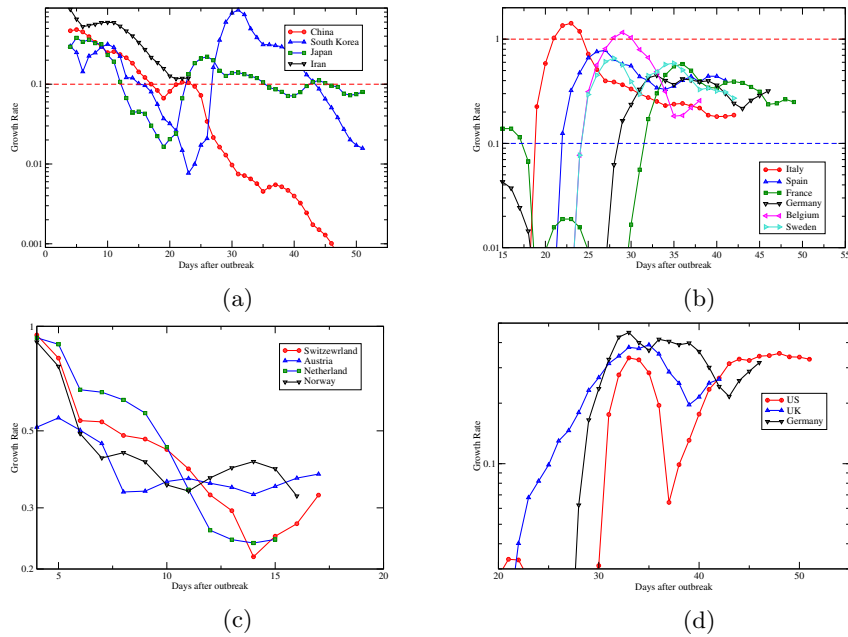 1
0.1
0.01
0.001
Growth Rate
China
South Korea
Japan
Iran
0 10 20 30 40 50
Days after outbreak
(a)
1
0.1
0.01
Growth Rate
Italy
Spain
France
Germany
Belgium
Sweden
15 20 25 30 35 40 45 50 55
Days after outbreak
(b)
1
0.5
0.3
0.2
Growth Rate
Switzewrland
Austria
Netherland
Norway
5 10 15 20
Days after outbreak
(c)
0.1
Growth Rate
US
UK
Germany
20 30 40 50
Days after outbreak
(d)